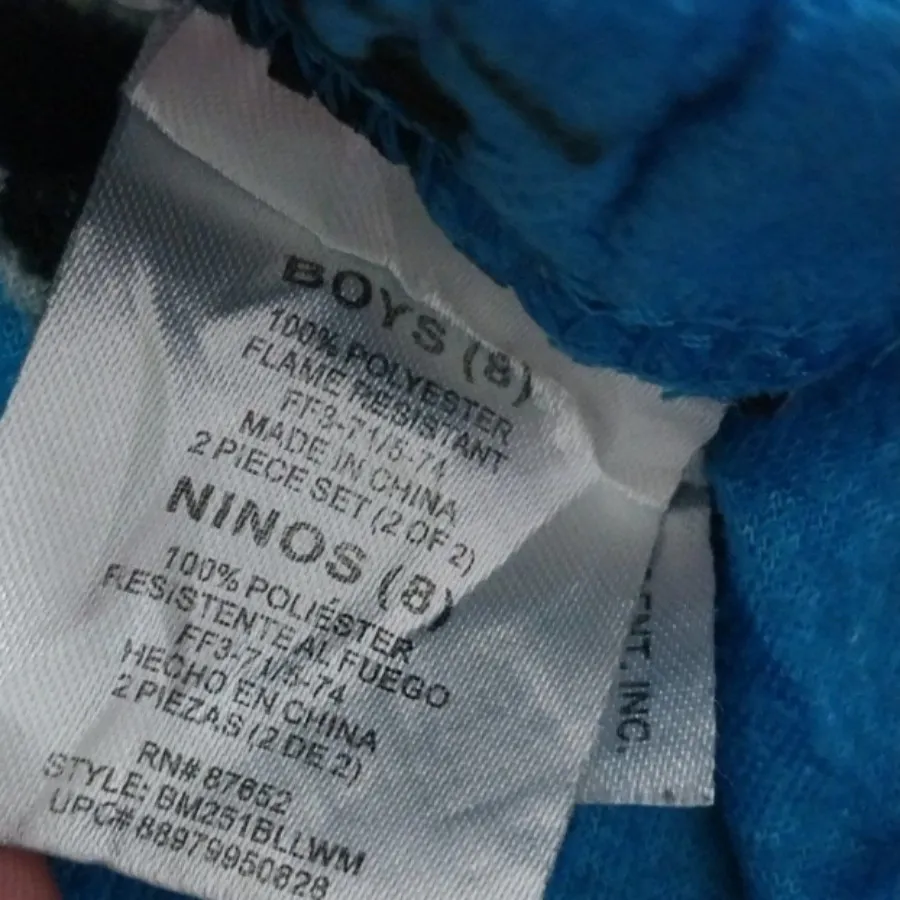 BOYS (8)
100% POLYESTER
FLAME RESISTANT
FF3-71/5-74
MADE IN CHINA
2 PIECE SET (2 OF 2)
NINOS (8)
100% POLIÉSTER
RESISTENTE AL FUEGO
FF3-71/5-74
HECHO EN CHINA
2 PIEZAS (2 DE 2)
RN# 87652
STYLE: BM251BLLWM
UPC# 88979950828
INC.